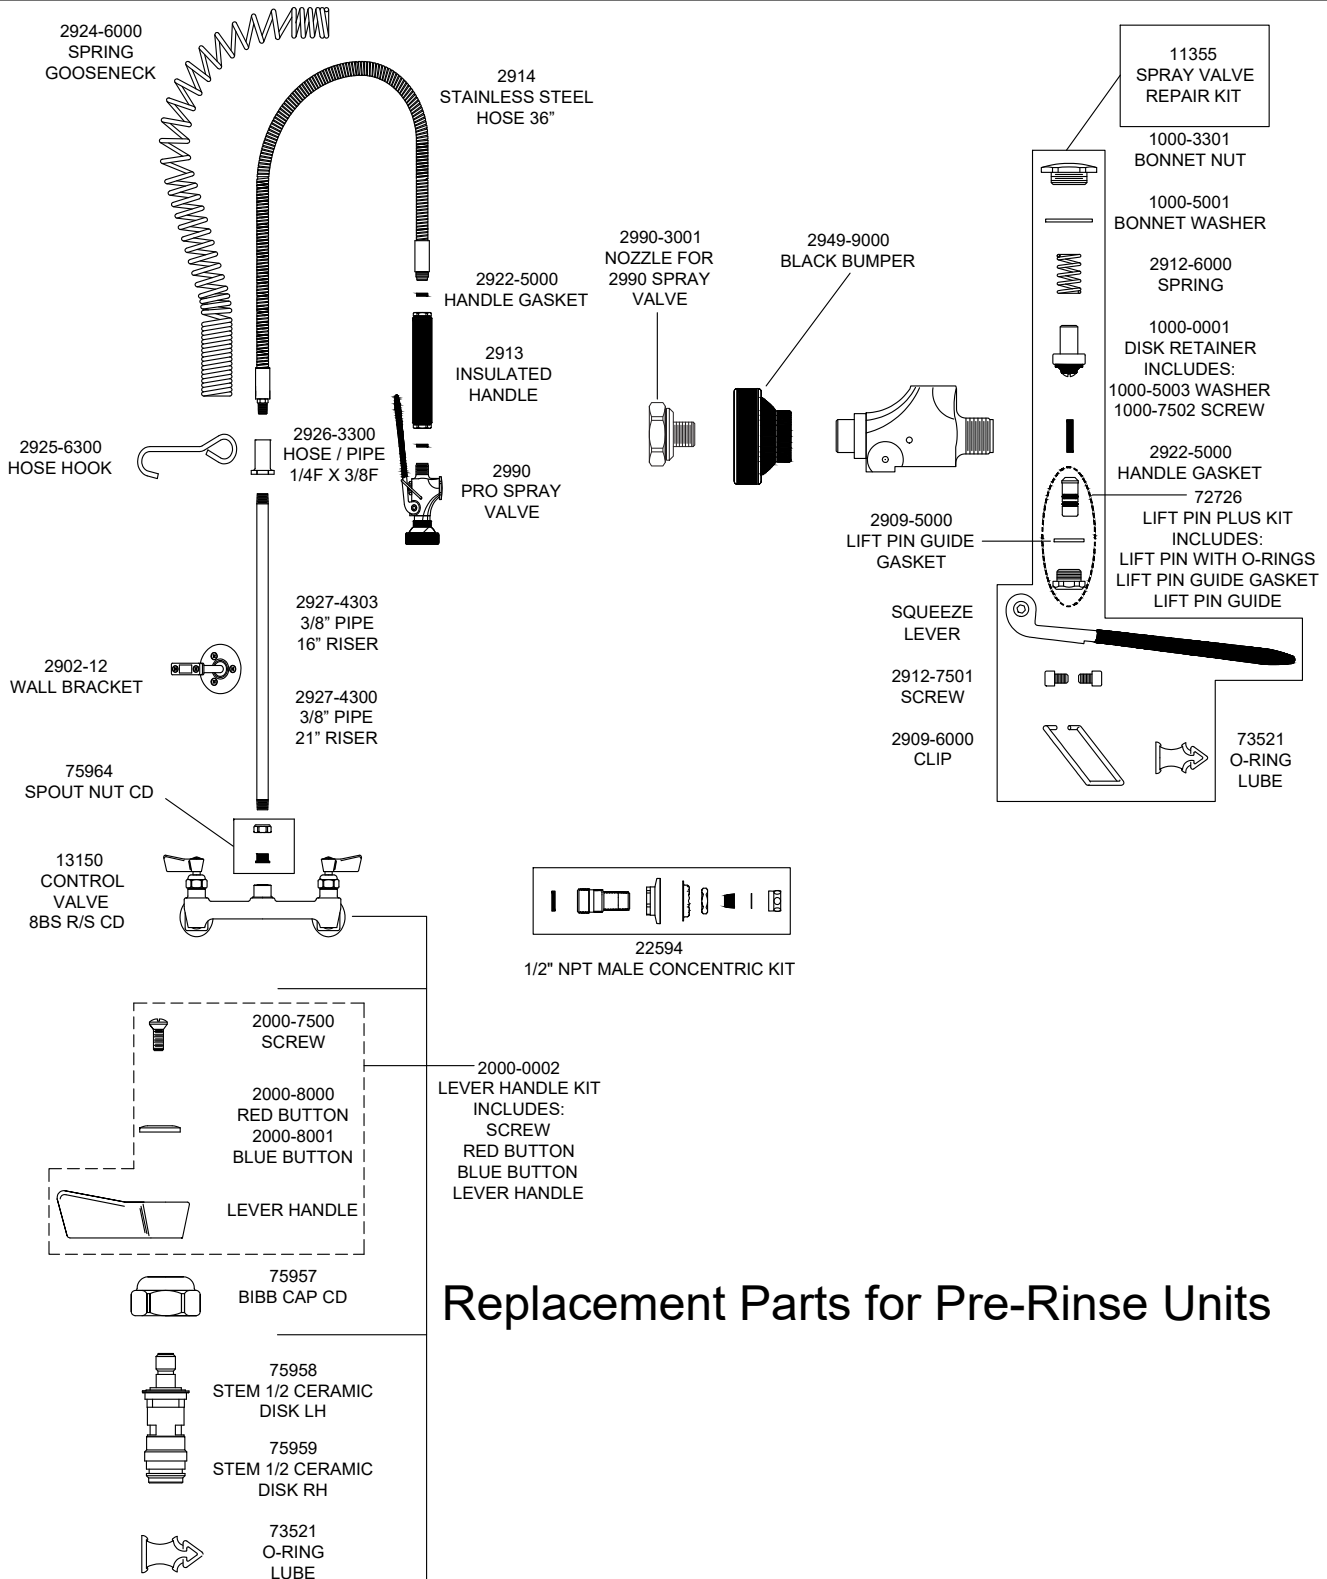 2924-6000
SPRING
GOOSENECK
2914
STAINLESS STEEL
HOSE 36”
11355
SPRAY VALVE
REPAIR KIT
1000-3301
BONNET NUT
1000-5001
BONNET WASHER
2912-6000
SPRING
1000-0001
DISK RETAINER
INCLUDES:
1000-5003 WASHER
1000-7502 SCREW
2922-5000
HANDLE GASKET
72726
LIFT PIN PLUS KIT
INCLUDES:
LIFT PIN WITH O-RINGS
LIFT PIN GUIDE GASKET
LIFT PIN GUIDE
2990-3001
NOZZLE FOR
2990 SPRAY
VALVE
2949-9000
BLACK BUMPER
2922-5000
HANDLE GASKET
2913
INSULATED
HANDLE
2925-6300
HOSE HOOK
2926-3300
HOSE / PIPE
1/4F X 3/8F
2990
PRO SPRAY
VALVE
2909-5000
LIFT PIN GUIDE
GASKET
SQUEEZE
LEVER
2912-7501
SCREW
2909-6000
CLIP
73521
O-RING
LUBE
2927-4303
3/8” PIPE
16” RISER
2902-12
WALL BRACKET
2927-4300
3/8” PIPE
21” RISER
75964
SPOUT NUT CD
13150
CONTROL
VALVE
8BS R/S CD
22594
1/2" NPT MALE CONCENTRIC KIT
2000-7500
SCREW
2000-8000
RED BUTTON
2000-8001
BLUE BUTTON
LEVER HANDLE
2000-0002
LEVER HANDLE KIT
INCLUDES:
SCREW
RED BUTTON
BLUE BUTTON
LEVER HANDLE
75957
BIBB CAP CD
Replacement Parts for Pre-Rinse Units
75958
STEM 1/2 CERAMIC
DISK LH
75959
STEM 1/2 CERAMIC
DISK RH
73521
O-RING
LUBE